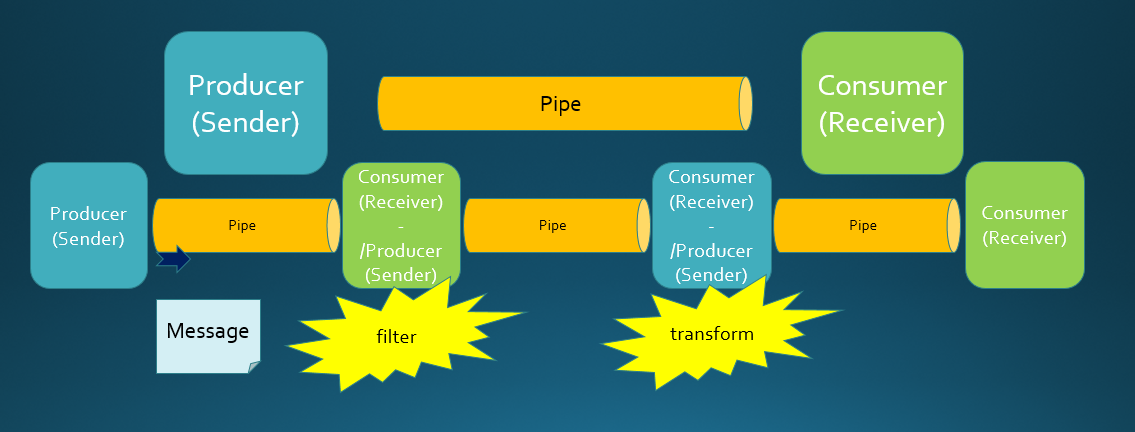 Producer
(Sender)
Pipe
Consumer
(Receiver)
Producer
(Sender)
Pipe
Consumer
(Receiver)
-
/Producer
(Sender)
Pipe
Consumer
(Receiver)
-
/Producer
(Sender)
Pipe
Consumer
(Receiver)
Message
filter
transform